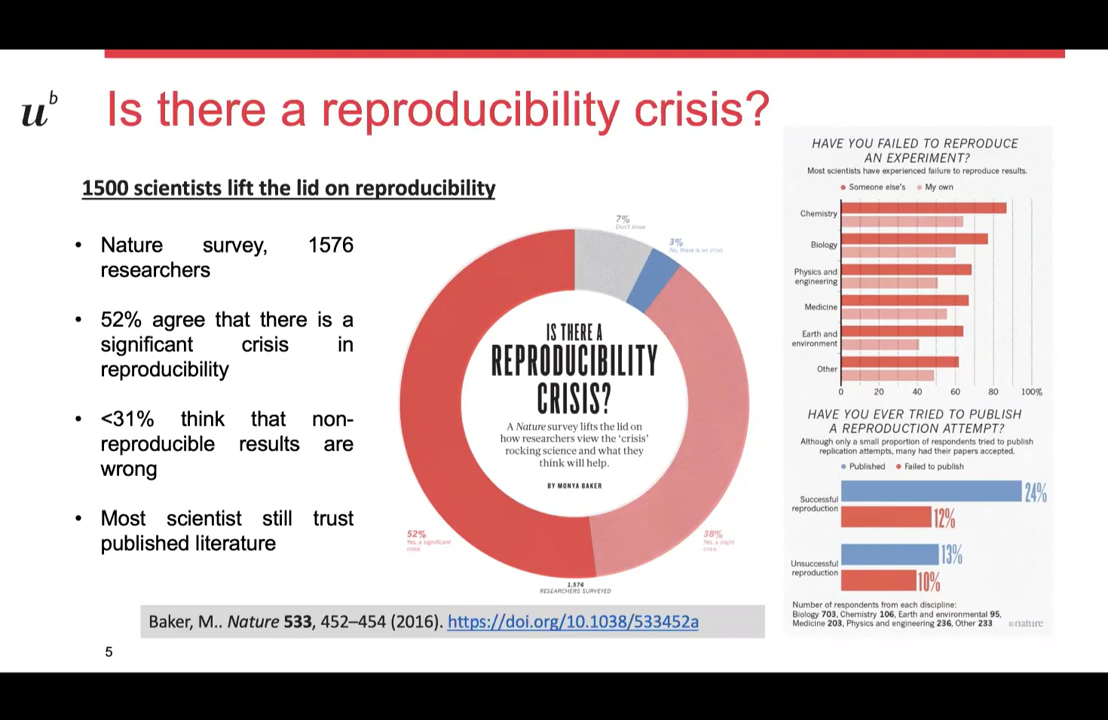 u^b
Is there a reproducibility crisis?
1500 scientists lift the lid on reproducibility
• Nature survey, 1576
researchers
• 52% agree that there is a
significant crisis in
reproducibility
• <31% think that non-
reproducible results are
wrong
• Most scientist still trust
published literature
7%
Don't know
3%
No, there is no crisis
IS THERE A
REPRODUCIBILITY
CRISIS?
A Nature survey lifts the lid on
how researchers view the ‘crisis’
rocking science and what they
think will help.
BY MONYA BAKER
52%
Yes, a significant
crisis
38%
Yes, a slight
crisis
1,576
RESEARCHERS SURVEYED
HAVE YOU FAILED TO REPRODUCE
AN EXPERIMENT?
Most scientists have experienced failure to reproduce results.
Someone else's My own
Chemistry
Biology
Physics and
engineering
Medicine
Earth and
environment
Other
0 20 40 60 80 100%
HAVE YOU EVER TRIED TO PUBLISH
A REPRODUCTION ATTEMPT?
Although only a small proportion of respondents tried to publish
replication attempts, many had their papers accepted.
Published Failed to publish
Successful
reproduction
24%
12%
Unsuccessful
reproduction
13%
10%
Number of respondents from each discipline:
Biology 703, Chemistry 106, Earth and environmental 95,
Medicine 203, Physics and engineering 236, Other 233
©nature
Baker, M.. Nature 533, 452–454 (2016). https://doi.org/10.1038/533452a
5